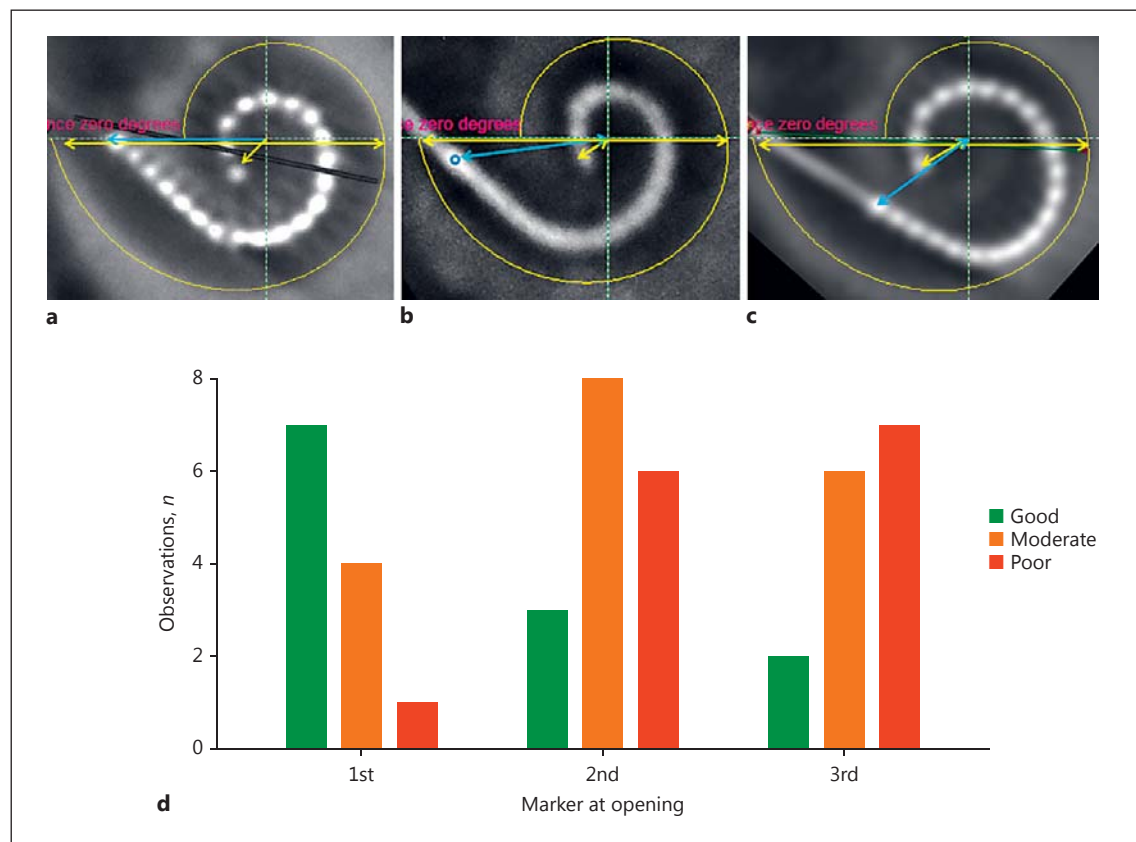 nce zero degrees
e zero degrees
e zero degrees
a
b
c
8
6
4
2
0
Observations, n
1st
2nd
3rd
Marker at opening
Good
Moderate
Poor
d